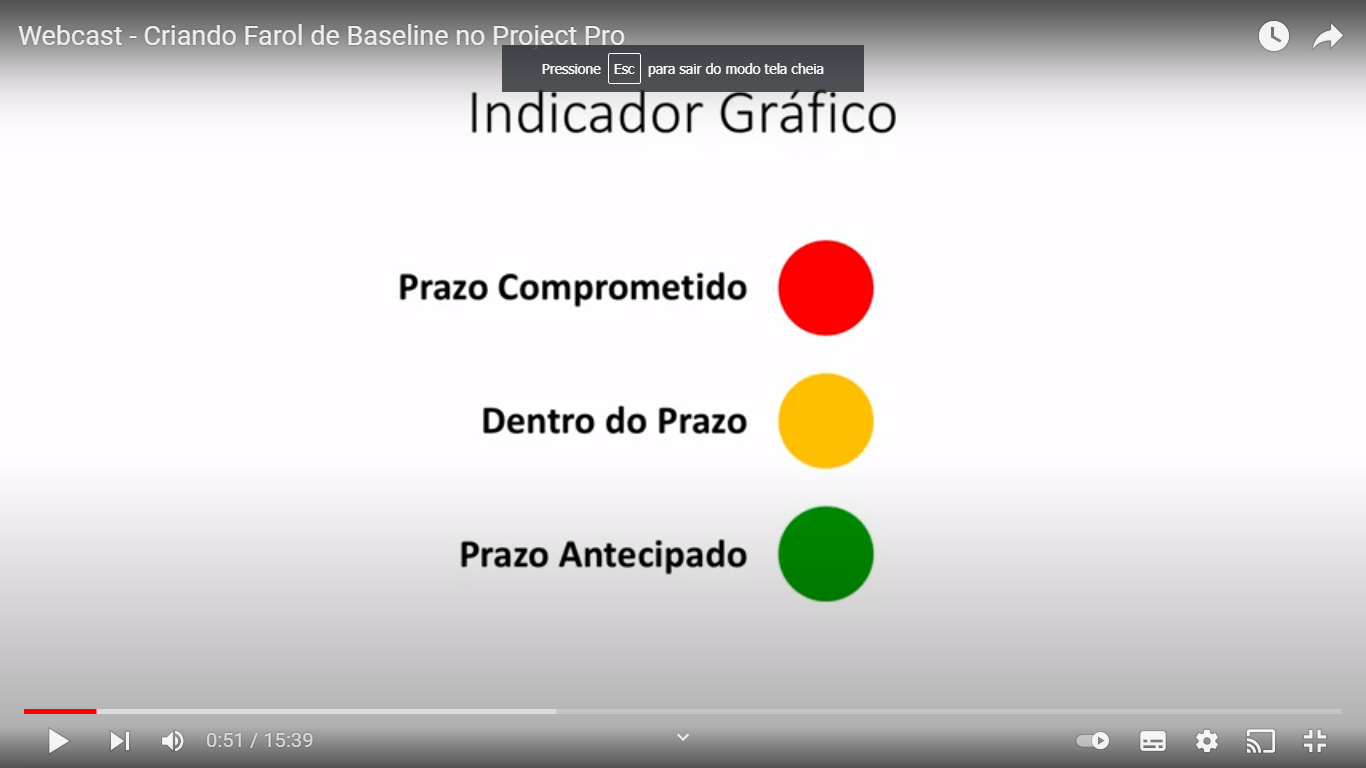 Webcast - Criando Farol de Baseline no Project Pro
Pressione Esc para sair do modo tela cheia
Indicador Gráfico
Prazo Comprometido
Dentro do Prazo
Prazo Antecipado
0:51 / 15:39